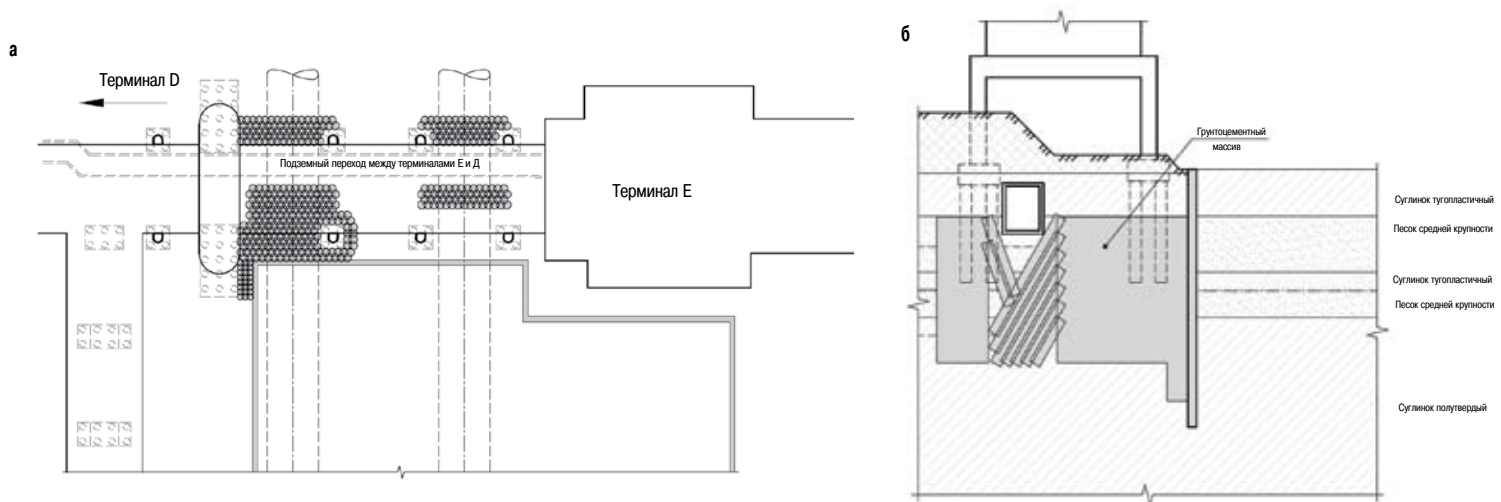 а
Терминал D
Подземный переход между терминалами Е и Д
Терминал Е
б
Грунтоцементный
массив
Суглинок тугопластичный
Песок средней крупности
Суглинок тугопластичный
Песок средней крупности
Суглинок полутвердый